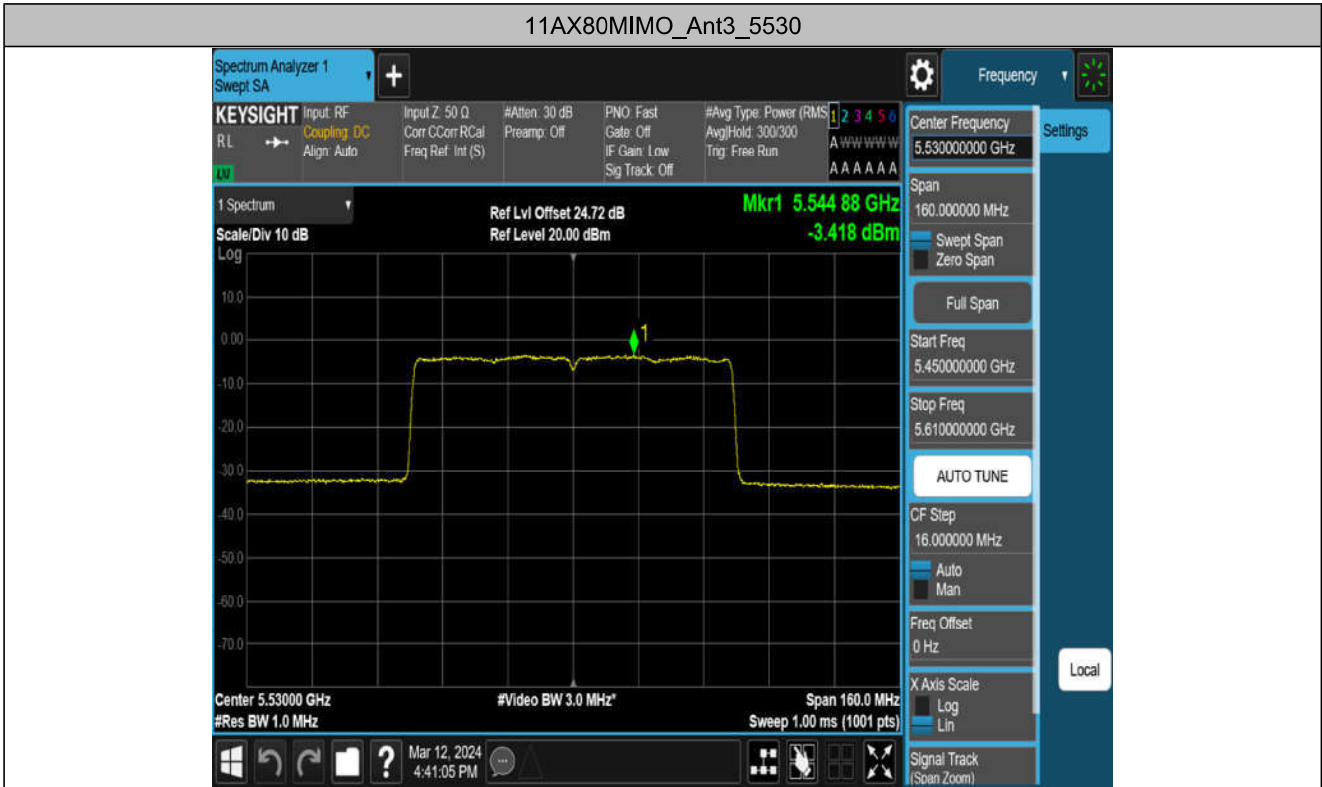 11AX80MIMO_Ant3_5530
Spectrum Analyzer 1
Swept SA
+
Frequency
KEYSIGHT
RL
LXI
Input: RF
Coupling: DC
Align: Auto
Input Z: 50 Ω
Corr CCorr RCal
Freq Ref: Int (S)
#Atten: 30 dB
Preamp: Off
PNO: Fast
Gate: Off
IF Gain: Low
Sig Track: Off
#Avg Type: Power (RMS
Avg|Hold: 300/300
Trig: Free Run
1 2 3 4 5 6
A W W W W W
A A A A A A
1 Spectrum
Scale/Div 10 dB
Log
Ref Lvl Offset 24.72 dB
Ref Level 20.00 dBm
Mkr1 5.544 88 GHz
-3.418 dBm
10.0
0.00
-10.0
-20.0
-30.0
-40.0
-50.0
-60.0
-70.0
1
Center 5.53000 GHz
#Res BW 1.0 MHz
#Video BW 3.0 MHz*
Span 160.0 MHz
Sweep 1.00 ms (1001 pts)
Center Frequency
5.530000000 GHz
Settings
Span
160.000000 MHz
Swept Span
Zero Span
Full Span
Start Freq
5.450000000 GHz
Stop Freq
5.610000000 GHz
AUTO TUNE
CF Step
16.000000 MHz
Auto
Man
Freq Offset
0 Hz
X Axis Scale
Log
Lin
Local
Signal Track
(Span Zoom)
?
Mar 12, 2024
4:41:05 PM